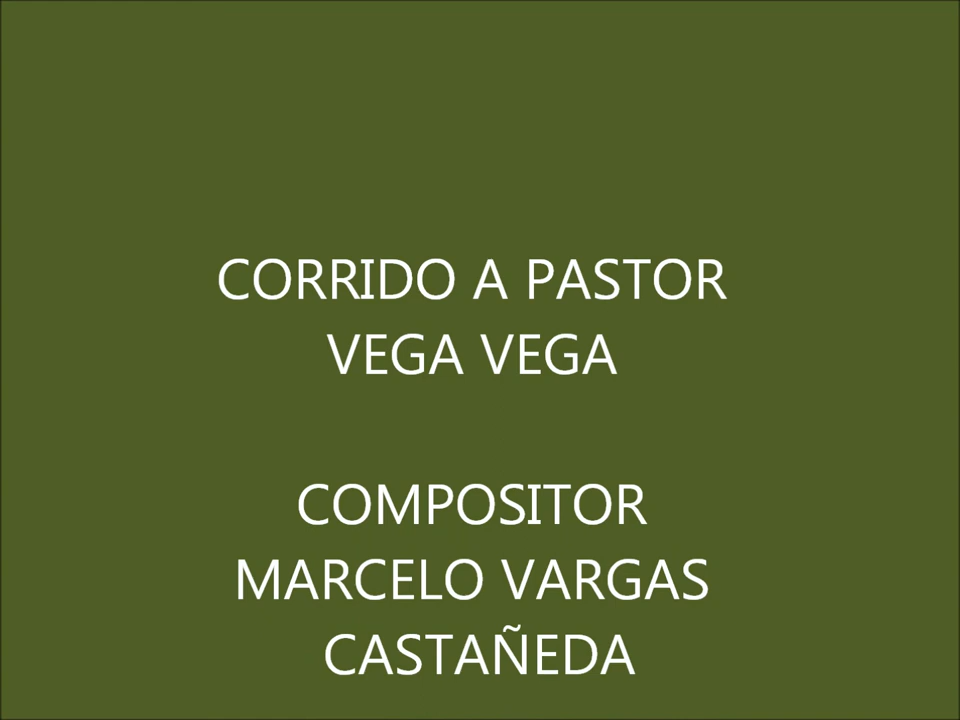 CORRIDO A PASTOR
VEGA VEGA
COMPOSITOR
MARCELO VARGAS
CASTAÑEDA